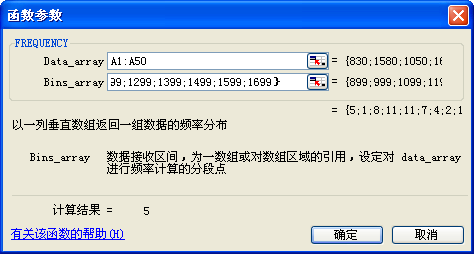 函数参数
FREQUENCY
Data_array A1:A50 = {830;1580;1050;16
Bins_array 99;1299;1399;1499;1599;1699} = {899;999;1099;119
= {5;1;8;11;11;7;4;2;1
以一列垂直数组返回一组数据的频率分布
Bins_array 数据接收区间，为一数组或对数组区域的引用，设定对 data_array
进行频率计算的分段点
计算结果 = 5
有关该函数的帮助(H) 确定 取消